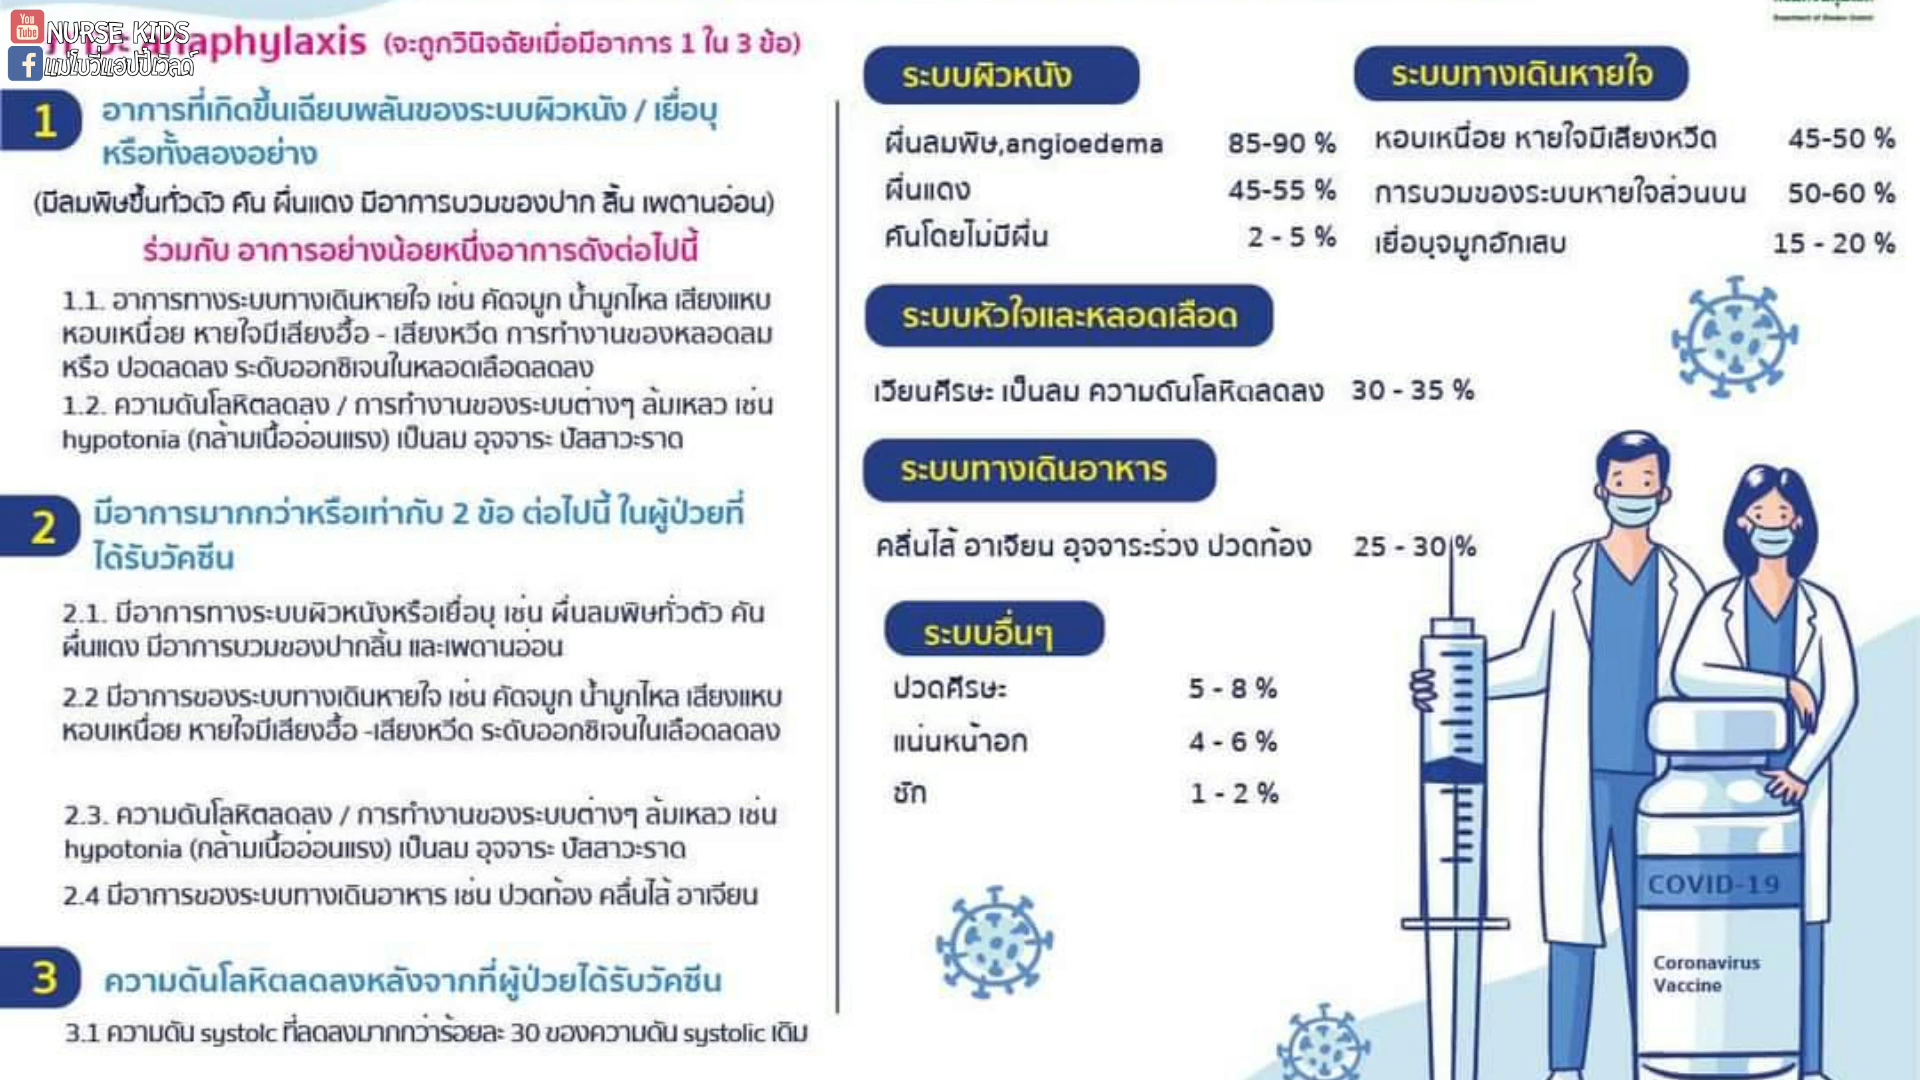 NURSE KIDS
แม่โบวี่แฮปปี้เวิลด์
anaphylaxis (จะถูกวินิจฉัยเมื่อมีอาการ 1 ใน 3 ข้อ)
1
อาการที่เกิดขึ้นเฉียบพลันของระบบผิวหนัง / เยื่อบุ
หรือทั้งสองอย่าง
(มีลมพิษขึ้นทั่วตัว คัน ผื่นแดง มีอาการบวมของปาก ลิ้น เพดานอ่อน)
ร่วมกับ อาการอย่างน้อยหนึ่งอาการดังต่อไปนี้
1.1. อาการทางระบบทางเดินหายใจ เช่น คัดจมูก น้ำมูกไหล เสียงแหบ
หอบเหนื่อย หายใจมีเสียงฮื้อ - เสียงหวีด การทำงานของหลอดลม
หรือ ปอดลดลง ระดับออกซิเจนในหลอดเลือดลดลง
1.2. ความดันโลหิตลดลง / การทำงานของระบบต่างๆ ล้มเหลว เช่น
hypotonia (กล้ามเนื้ออ่อนแรง) เป็นลม อุจจาระ ปัสสาวะราด
2
มีอาการมากกว่าหรือเท่ากับ 2 ข้อ ต่อไปนี้ ในผู้ป่วยที่
ได้รับวัคซีน
2.1. มีอาการทางระบบผิวหนังหรือเยื่อบุ เช่น ผื่นลมพิษทั่วตัว คัน
ผื่นแดง มีอาการบวมของปากลิ้น และเพดานอ่อน
2.2 มีอาการของระบบทางเดินหายใจ เช่น คัดจมูก น้ำมูกไหล เสียงแหบ
หอบเหนื่อย หายใจมีเสียงฮื้อ -เสียงหวีด ระดับออกซิเจนในเลือดลดลง
2.3. ความดันโลหิตลดลง / การทำงานของระบบต่างๆ ล้มเหลว เช่น
hypotonia (กล้ามเนื้ออ่อนแรง) เป็นลม อุจจาระ ปัสสาวะราด
2.4 มีอาการของระบบทางเดินอาหาร เช่น ปวดท้อง คลื่นไส้ อาเจียน
3
ความดันโลหิตลดลงหลังจากที่ผู้ป่วยได้รับวัคซีน
3.1 ความดัน systolc ที่ลดลงมากกว่าร้อยละ 30 ของความดัน systolic เดิม
ระบบผิวหนัง
ผื่นลมพิษ,angioedema 85-90 %
ผื่นแดง 45-55 %
คันโดยไม่มีผื่น 2 - 5 %
ระบบทางเดินหายใจ
หอบเหนื่อย หายใจมีเสียงหวีด 45-50 %
การบวมของระบบหายใจส่วนบน 50-60 %
เยื่อบุจมูกอักเสบ 15 - 20 %
ระบบหัวใจและหลอดเลือด
เวียนศีรษะ เป็นลม ความดันโลหิตลดลง 30 - 35 %
ระบบทางเดินอาหาร
คลื่นไส้ อาเจียน อุจจาระร่วง ปวดท้อง 25 - 30 %
ระบบอื่นๆ
ปวดศีรษะ 5 - 8 %
แน่นหน้าอก 4 - 6 %
ชัก 1 - 2 %
COVID-19
Coronavirus
Vaccine